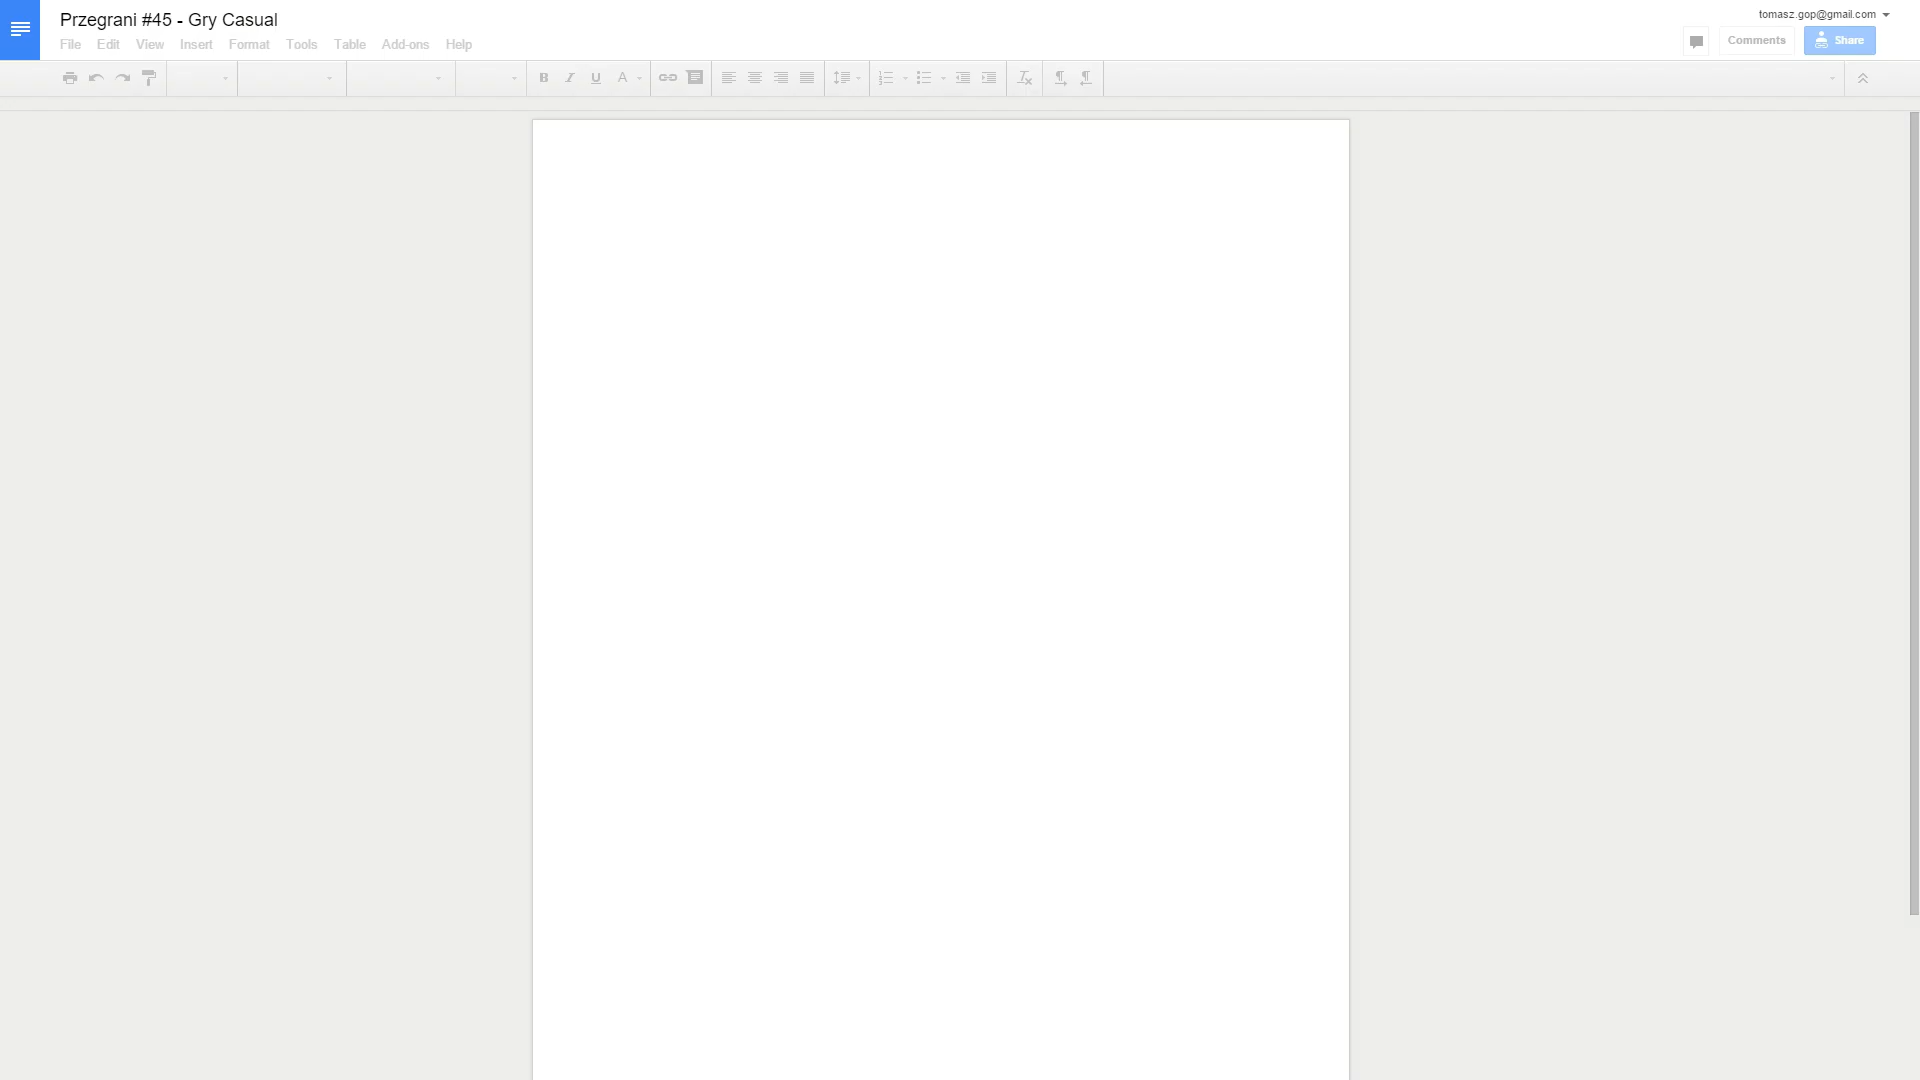 Przegrani #45 - Gry Casual
tomasz.gop@gmail.com
File Edit View Insert Format Tools Table Add-ons Help
Comments Share
B I U A